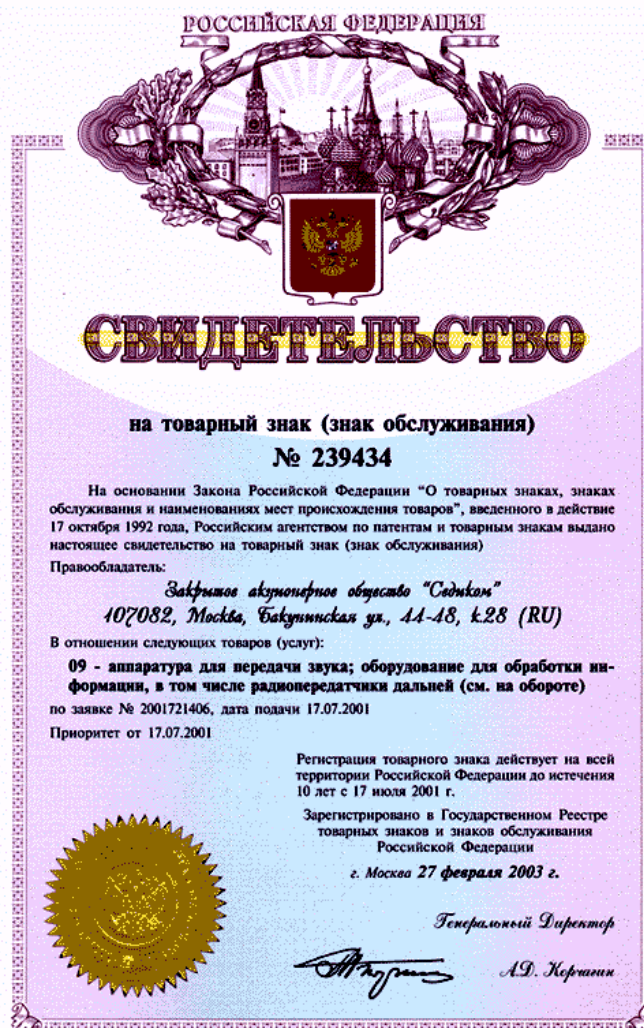 РОССИЙСКАЯ ФЕДЕРАЦИЯ
СВИДЕТЕЛЬСТВО
на товарный знак (знак обслуживания)
№ 239434
На основании Закона Российской Федерации “О товарных знаках, знаках
обслуживания и наименованиях мест происхождения товаров”, введенного в действие
17 октября 1992 года, Российским агентством по патентам и товарным знакам выдано
настоящее свидетельство на товарный знак (знак обслуживания)
Правообладатель:
Закрытое акционерное общество “Седиком”
107082, Москва, Бакунинская ул., 44-48, к.28 (RU)
В отношении следующих товаров (услуг):
09 - аппаратура для передачи звука; оборудование для обработки ин-
формации, в том числе радиопередатчики дальней (см. на обороте)
по заявке № 2001721406, дата подачи 17.07.2001
Приоритет от 17.07.2001
Регистрация товарного знака действует на всей
территории Российской Федерации до истечения
10 лет с 17 июля 2001 г.
Зарегистрировано в Государственном Реестре
товарных знаков и знаков обслуживания
Российской Федерации
г. Москва 27 февраля 2003 г.
Генеральный Директор
А.D. Корчагин